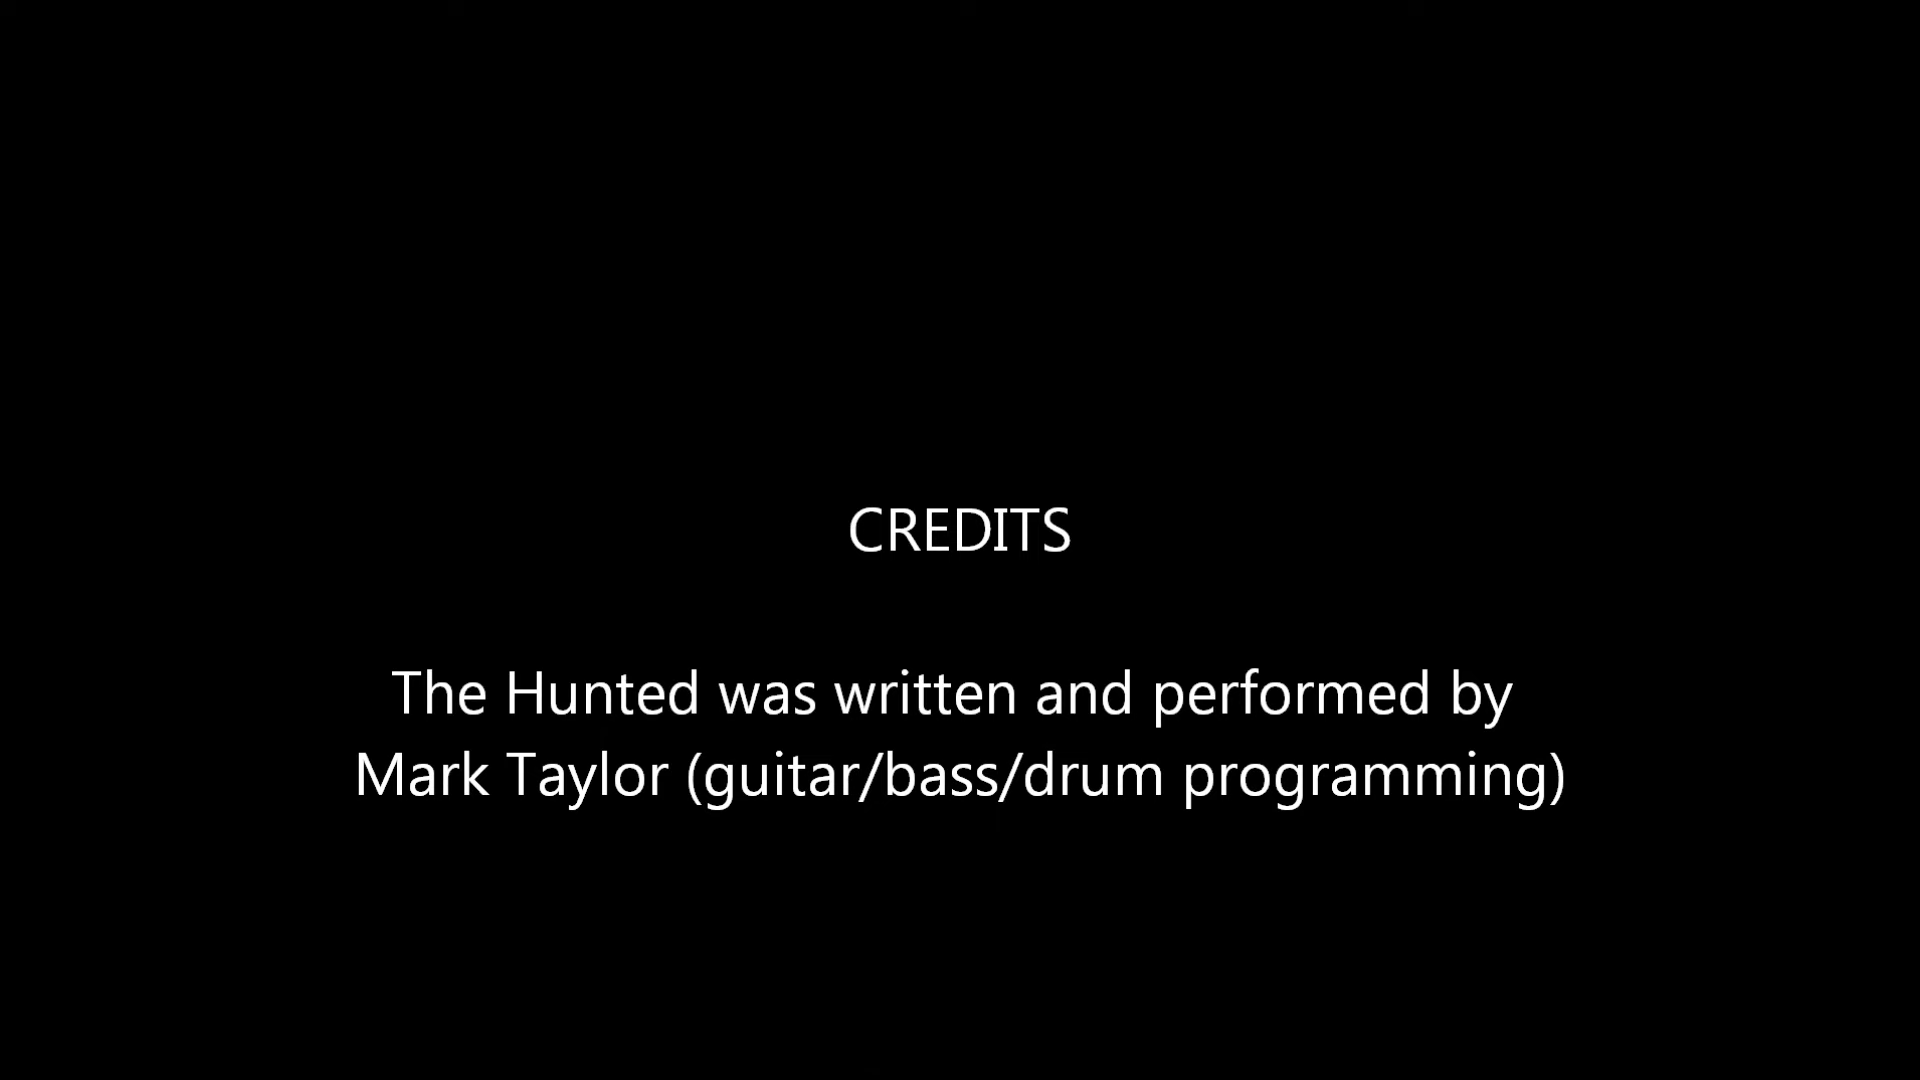 CREDITS
The Hunted was written and performed by
Mark Taylor (guitar/bass/drum programming)